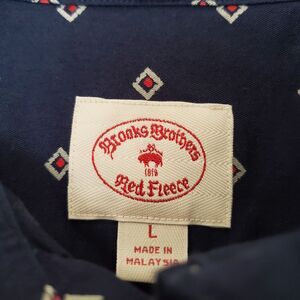 Brooks Brothers
1818
Red Fleece
L
MADE IN
MALAYSIA